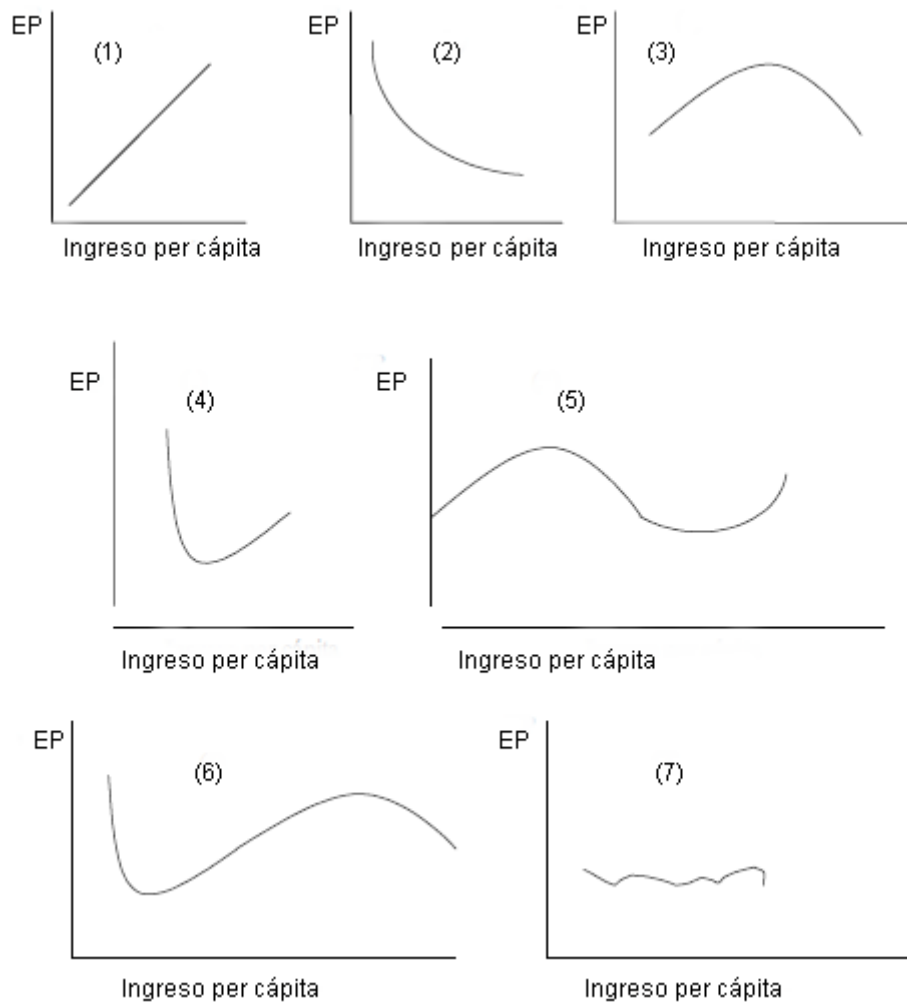 EP
(1)
Ingreso per cápita
EP
(2)
Ingreso per cápita
EP
(3)
Ingreso per cápita
EP
(4)
Ingreso per cápita
EP
(5)
Ingreso per cápita
EP
(6)
Ingreso per cápita
EP
(7)
Ingreso per cápita